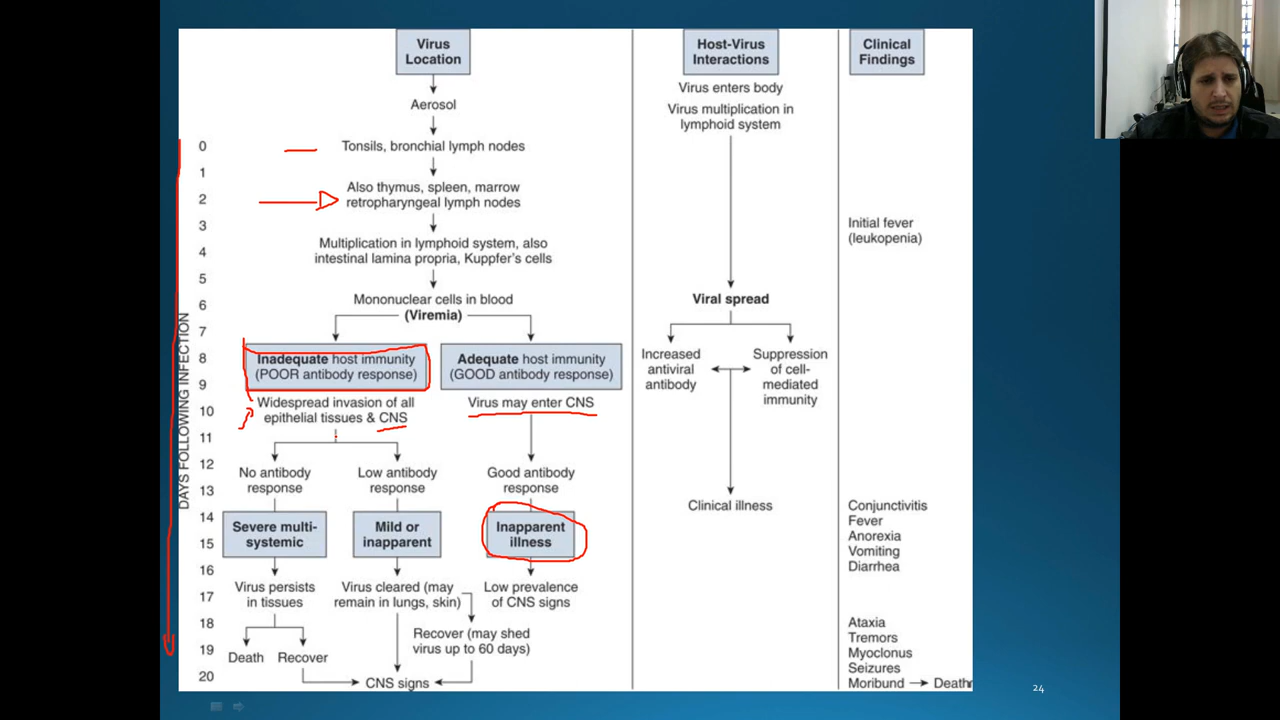 Virus
Location
Aerosol
Tonsils, bronchial lymph nodes
Also thymus, spleen, marrow
retropharyngeal lymph nodes
Multiplication in lymphoid system, also
intestinal lamina propria, Kuppfer's cells
Mononuclear cells in blood
(Viremia)
Inadequate host immunity
(POOR antibody response)
Adequate host immunity
(GOOD antibody response)
Widespread invasion of all
epithelial tissues & CNS
Virus may enter CNS
No antibody
response
Low antibody
response
Good antibody
response
Severe multi-
systemic
Mild or
inapparent
Inapparent
illness
Virus persists
in tissues
Virus cleared (may
remain in lungs, skin)
Low prevalence
of CNS signs
Recover (may shed
virus up to 60 days)
Death
Recover
CNS signs
DAYS FOLLOWING INFECTION
0
1
2
3
4
5
6
7
8
9
10
11
12
13
14
15
16
17
18
19
20
Host-Virus
Interactions
Virus enters body
Virus multiplication in
lymphoid system
Viral spread
Increased
antiviral
antibody
Suppression
of cell-
mediated
immunity
Clinical illness
Clinical
Findings
Initial fever
(leukopenia)
Conjunctivitis
Fever
Anorexia
Vomiting
Diarrhea
Ataxia
Tremors
Myoclonus
Seizures
Moribund → Death
24